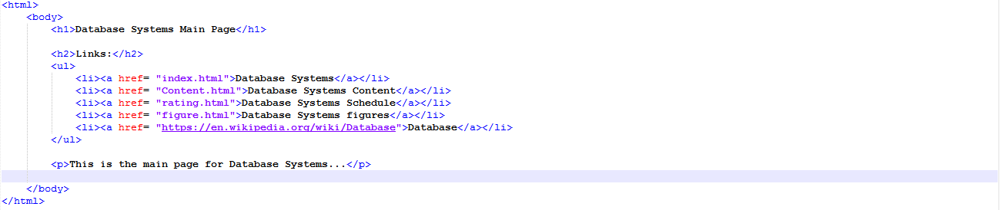 <html>
<body>
<h1>Database Systems Main Page</h1>
<h2>Links:</h2>
<ul>
<li><a href= "index.html">Database Systems</a></li>
<li><a href= "Content.html">Database Systems Content</a></li>
<li><a href= "rating.html">Database Systems Schedule</a></li>
<li><a href= "figure.html">Database Systems figures</a></li>
<li><a href= "https://en.wikipedia.org/wiki/Database">Database</a></li>
</ul>
<p>This is the main page for Database Systems...</p>
</body>
</html>